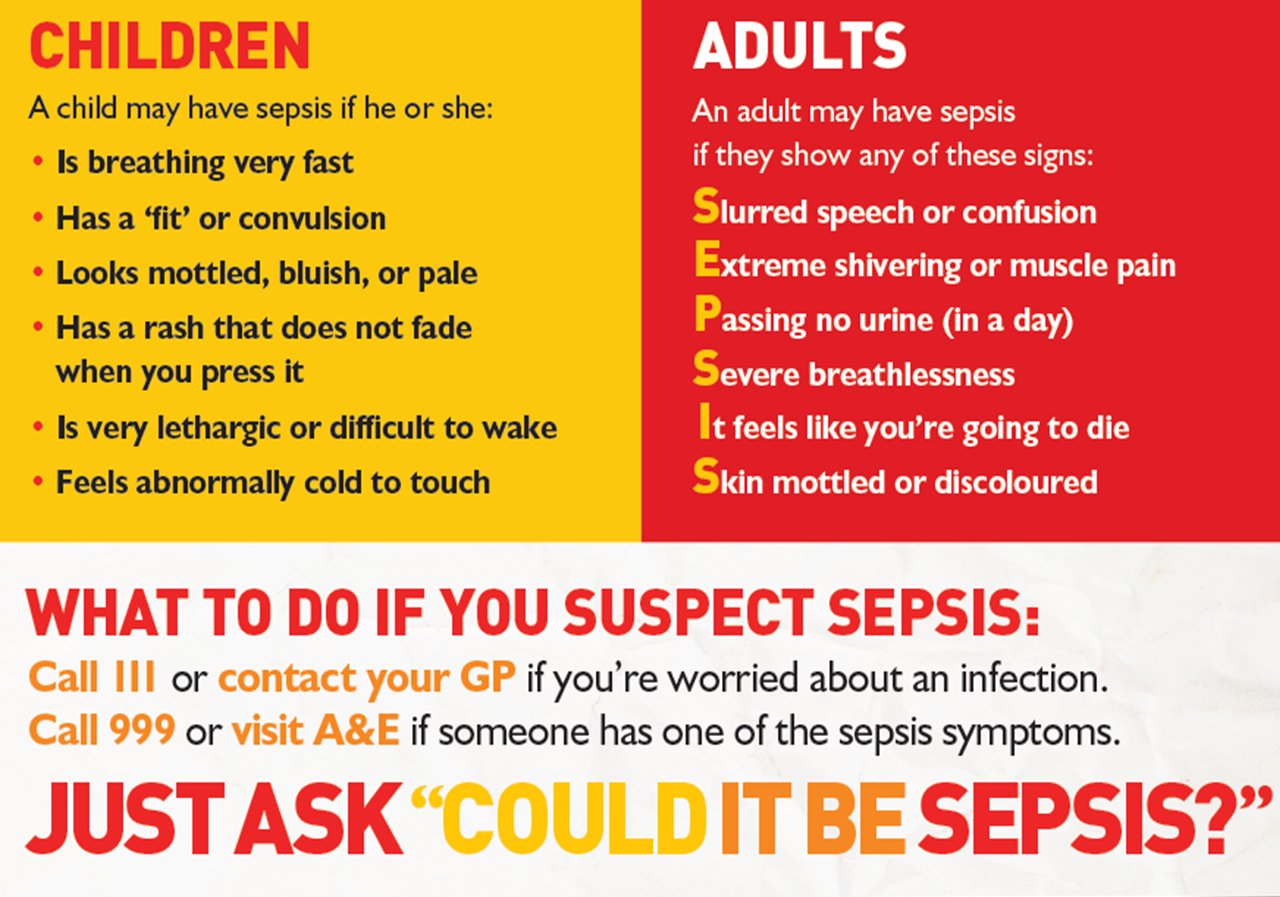 CHILDREN
A child may have sepsis if he or she:
• Is breathing very fast
• Has a ‘fit’ or convulsion
• Looks mottled, bluish, or pale
• Has a rash that does not fade
when you press it
• Is very lethargic or difficult to wake
• Feels abnormally cold to touch
ADULTS
An adult may have sepsis
if they show any of these signs:
Slurred speech or confusion
Extreme shivering or muscle pain
Passing no urine (in a day)
Severe breathlessness
It feels like you’re going to die
Skin mottled or discoloured
WHAT TO DO IF YOU SUSPECT SEPSIS:
Call 111 or contact your GP if you’re worried about an infection.
Call 999 or visit A&E if someone has one of the sepsis symptoms.
JUST ASK “COULD IT BE SEPSIS?”